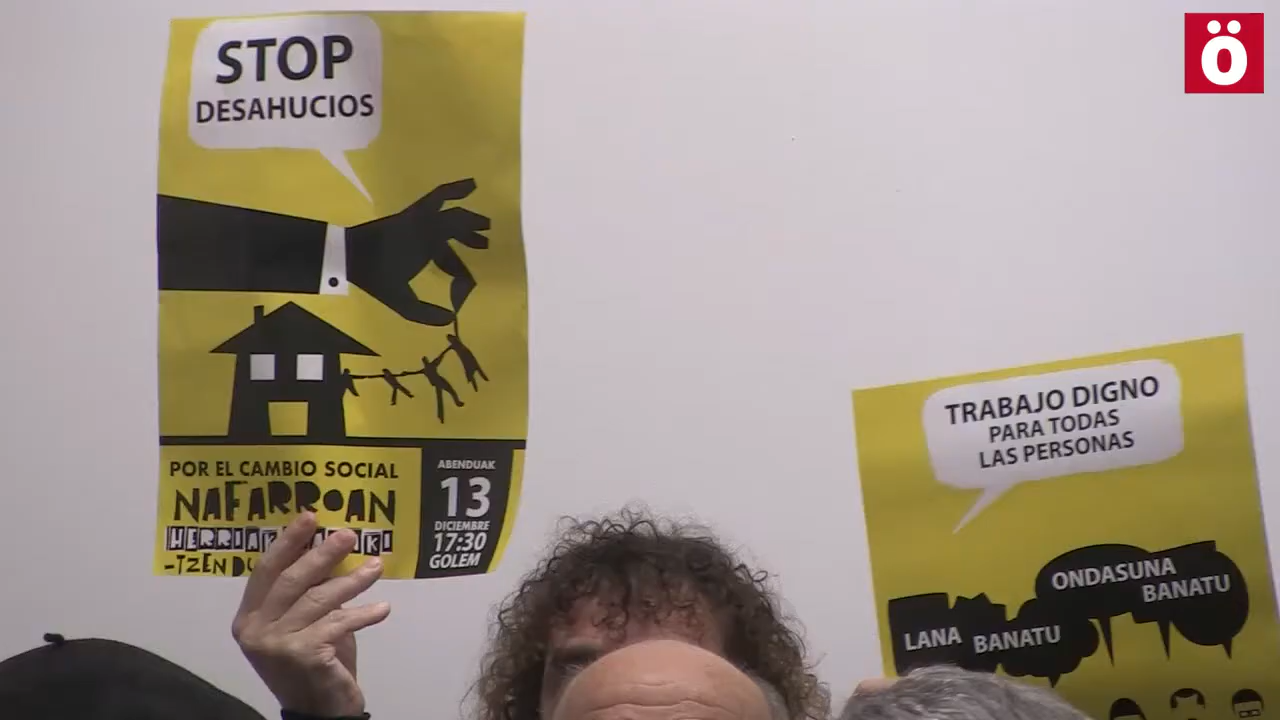 STOP
DESAHUCIOS
POR EL CAMBIO SOCIAL
NAFARROAN
-TZEN
ABENDUAK
13
DICIEMBRE
17:30
GOLEM
TRABAJO DIGNO
PARA TODAS
LAS PERSONAS
ONDASUNA
BANATU
LANA BANATU
Ö